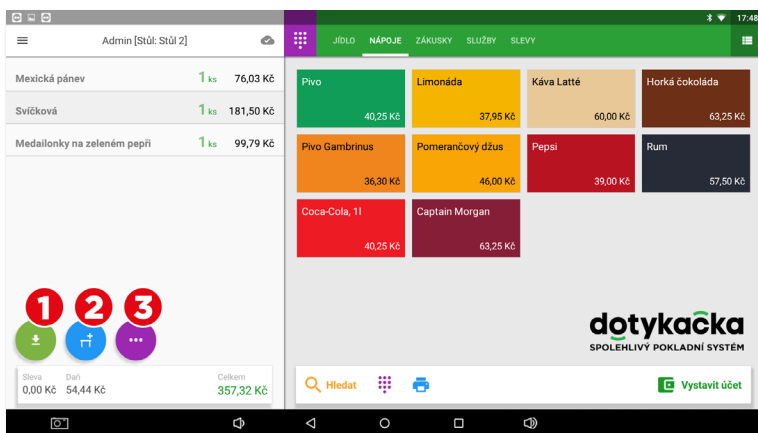 17:48
Admin [Stůl: Stůl 2]
JÍDLO NÁPOJE ZÁKUSKY SLUŽBY SLEVY
Mexická pánev 1 ks 76,03 Kč
Svíčková 1 ks 181,50 Kč
Medailonky na zeleném pepři 1 ks 99,79 Kč
Pivo
40,25 Kč
Limonáda
37,95 Kč
Káva Latté
60,00 Kč
Horká čokoláda
63,25 Kč
Pivo Gambrinus
36,30 Kč
Pomerančový džus
46,00 Kč
Pepsi
39,00 Kč
Rum
57,50 Kč
Coca-Cola, 1l
40,25 Kč
Captain Morgan
63,25 Kč
1 2 3
dotykačka
SPOLEHLIVÝ POKLADNÍ SYSTÉM
Sleva Daň Celkem
0,00 Kč 54,44 Kč 357,32 Kč
Hledat
Vystavit účet